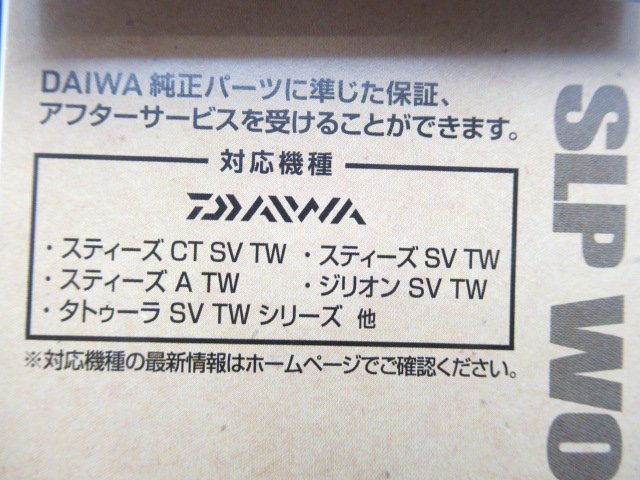 DAIWA 純正パーツに準じた保証、
アフターサービスを受けることができます。
対応機種
DAIWA
・スティーズ CT SV TW ・スティーズ SV TW
・スティーズ A TW ・ジリオン SV TW
・タトゥーラ SV TW シリーズ 他
※対応機種の最新情報はホームページでご確認ください。
SLP WO